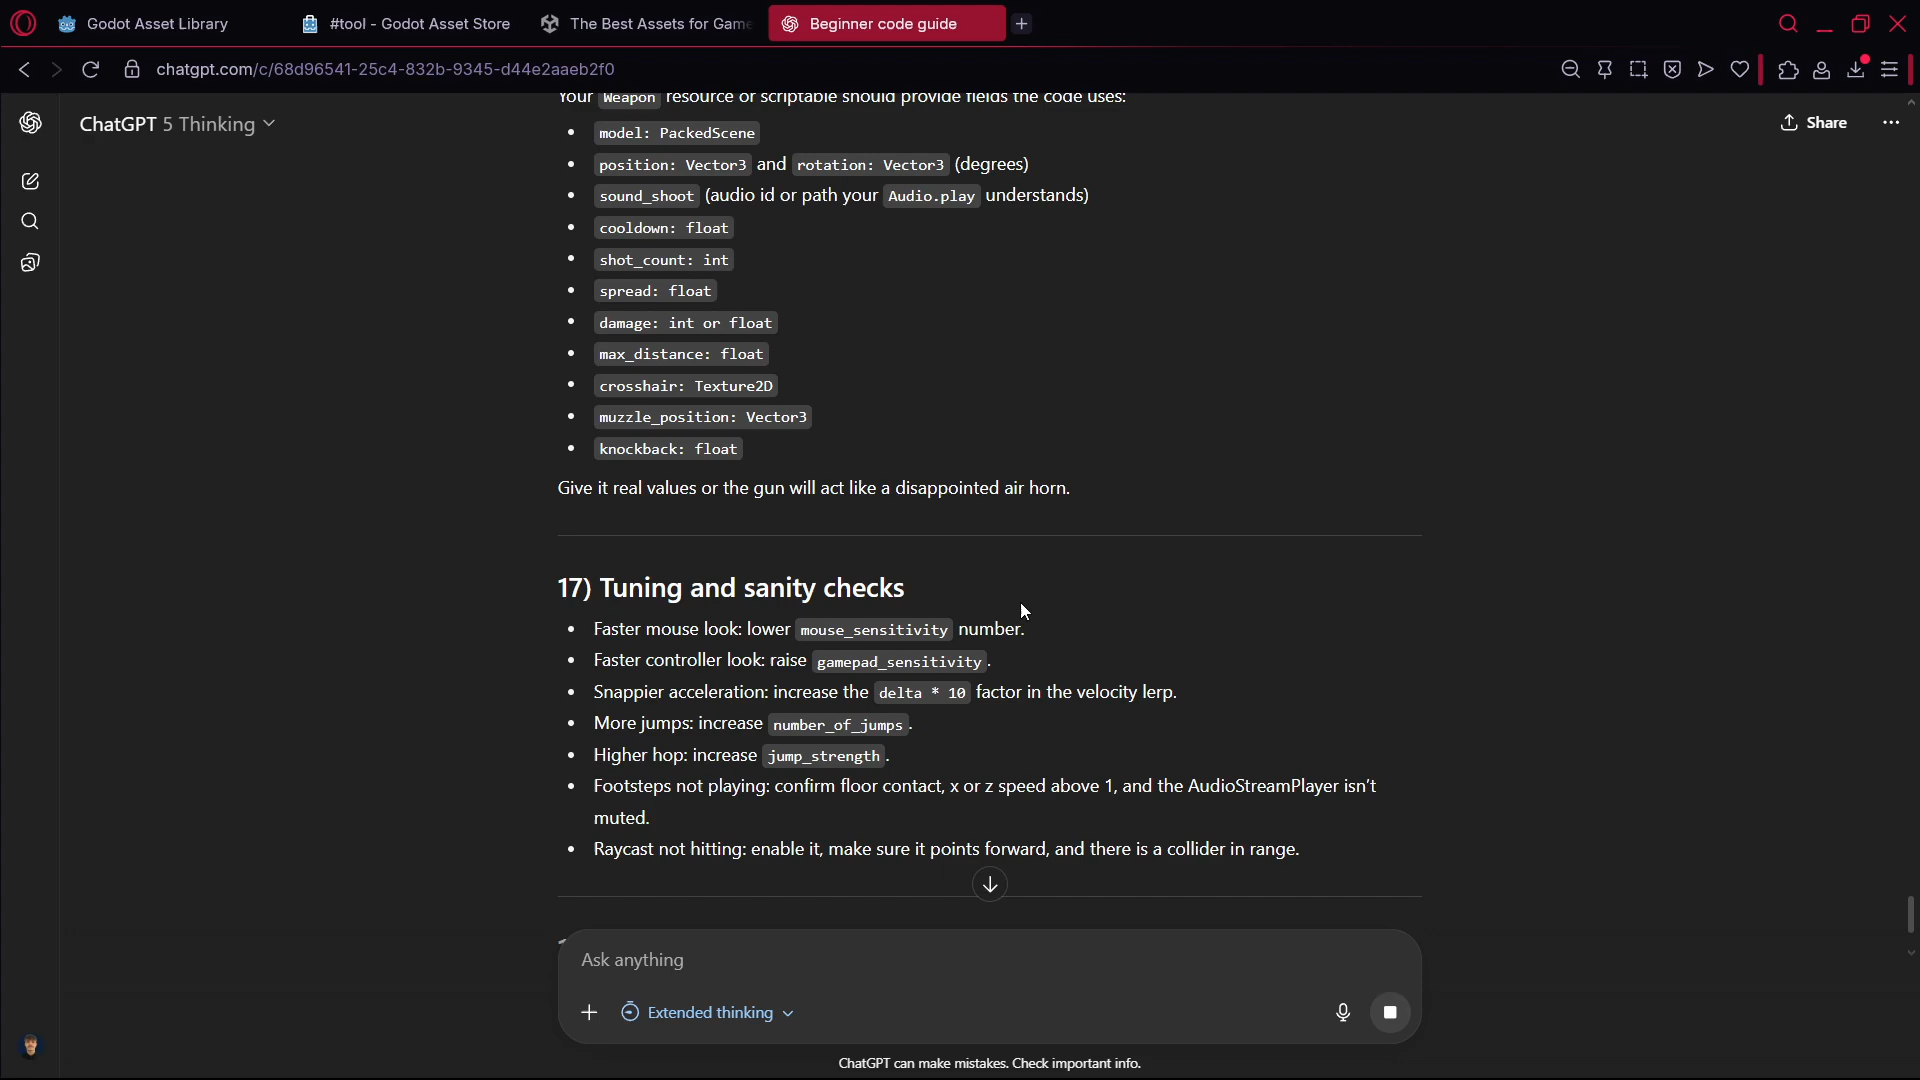 Godot Asset Library
#tool - Godot Asset Store
The Best Assets for Game
Beginner code guide
chatgpt.com/c/68d96541-25c4-832b-9345-d44e2aaeb2f0
ChatGPT 5 Thinking
Share
Your Weapon resource or scriptable should provide fields the code uses:
model: PackedScene
position: Vector3 and rotation: Vector3 (degrees)
sound_shoot (audio id or path your Audio.play understands)
cooldown: float
shot_count: int
spread: float
damage: int or float
max_distance: float
crosshair: Texture2D
muzzle_position: Vector3
knockback: float
Give it real values or the gun will act like a disappointed air horn.
17) Tuning and sanity checks
Faster mouse look: lower mouse_sensitivity number.
Faster controller look: raise gamepad_sensitivity.
Snappier acceleration: increase the delta * 10 factor in the velocity lerp.
More jumps: increase number_of_jumps.
Higher hop: increase jump_strength.
Footsteps not playing: confirm floor contact, x or z speed above 1, and the AudioStreamPlayer isn't
muted.
Raycast not hitting: enable it, make sure it points forward, and there is a collider in range.
Ask anything
Extended thinking
ChatGPT can make mistakes. Check important info.